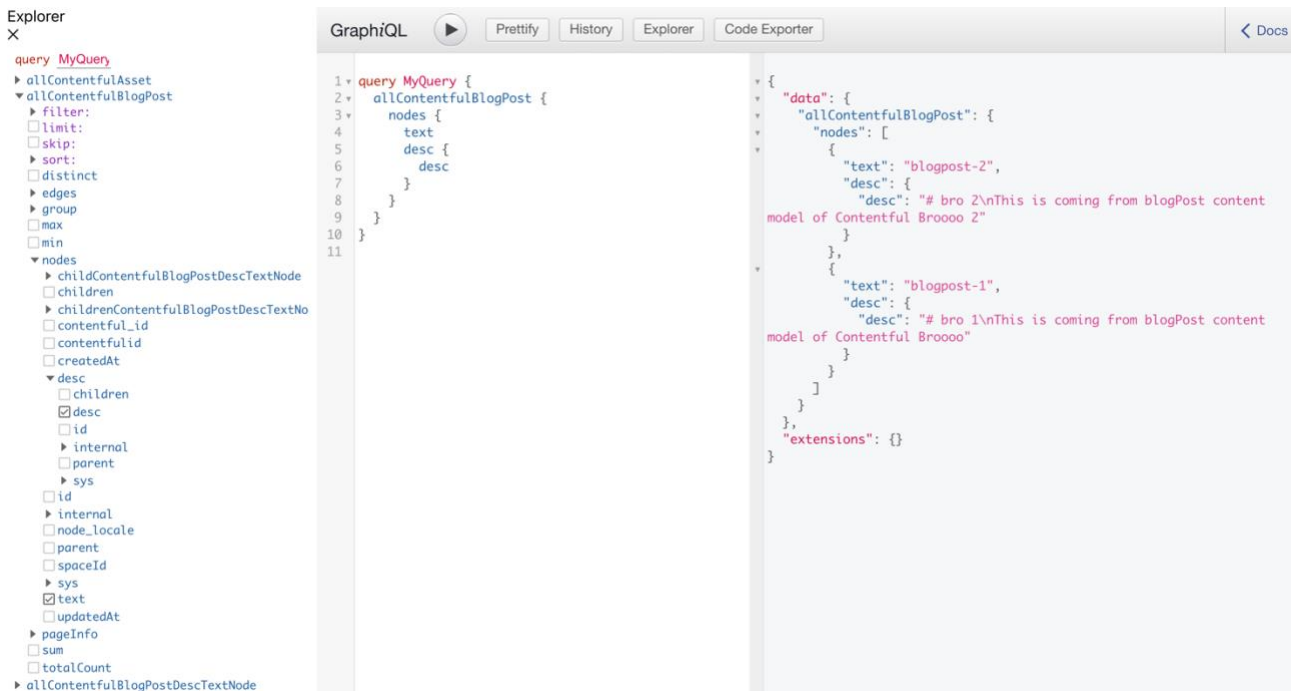 Explorer
query MyQuery
allContentfulAsset
allContentfulBlogPost
filter:
limit:
skip:
sort:
distinct
edges
group
max
min
nodes
childContentfulBlogPostDescTextNode
children
childrenContentfulBlogPostDescTextNo
contentful_id
contentfulid
createdAt
desc
children
desc
id
internal
parent
sys
id
internal
node_locale
parent
spaceId
sys
text
updatedAt
pageInfo
sum
totalCount
allContentfulBlogPostDescTextNode
GraphiQL Prettify History Explorer Code Exporter Docs
1 query MyQuery {
2 allContentfulBlogPost {
3 nodes {
4 text
5 desc {
6 desc
7 }
8 }
9 }
10 }
11
{
"data": {
"allContentfulBlogPost": {
"nodes": [
{
"text": "blogpost-2",
"desc": {
"desc": "# bro 2\nThis is coming from blogPost content
model of Contentful Broooo 2"
}
},
{
"text": "blogpost-1",
"desc": {
"desc": "# bro 1\nThis is coming from blogPost content
model of Contentful Broooo"
}
}
]
}
},
"extensions": {}
}